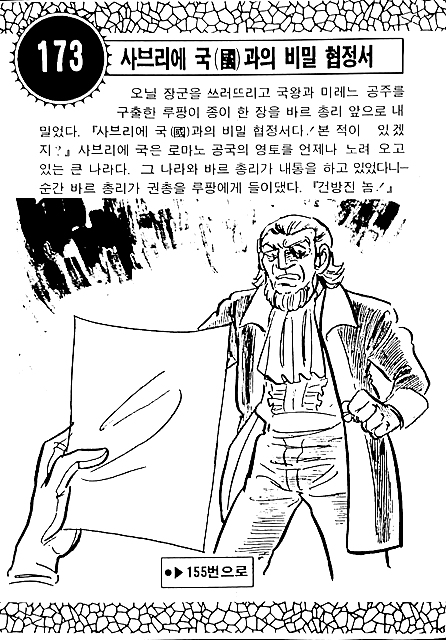 173
사브리에 국(國)과의 비밀 협정서
오닐 장군을 쓰러뜨리고 국왕과 미레느 공주를
구출한 루팡이 종이 한 장을 바르 총리 앞으로 내
밀었다. 『사브리에 국(國)과의 비밀 협정서다.! 본 적이 있겠
지?』 사브리에 국은 로마노 공국의 영토를 언제나 노려 오고
있는 큰 나라다. 그 나라와 바르 총리가 내통을 하고 있었다니─
순간 바르 총리가 권총을 루팡에게 들이댔다. 『건방진 놈.!』
●▶155번으로